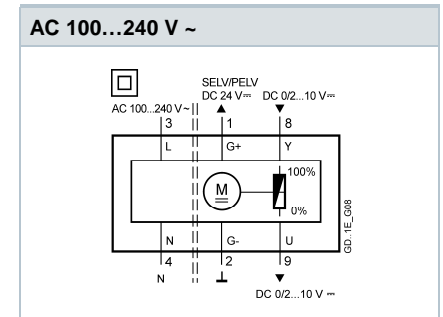 AC 100…240 V ~
SELV/PELV
AC 100...240 V~ DC 24 V⎓ DC 0/2...10 V⎓
3 1 8
L G+ Y
100%
M
0%
N G- U
4 2 9
N ⊥
DC 0/2...10 V ⎓
GD..1E_G08